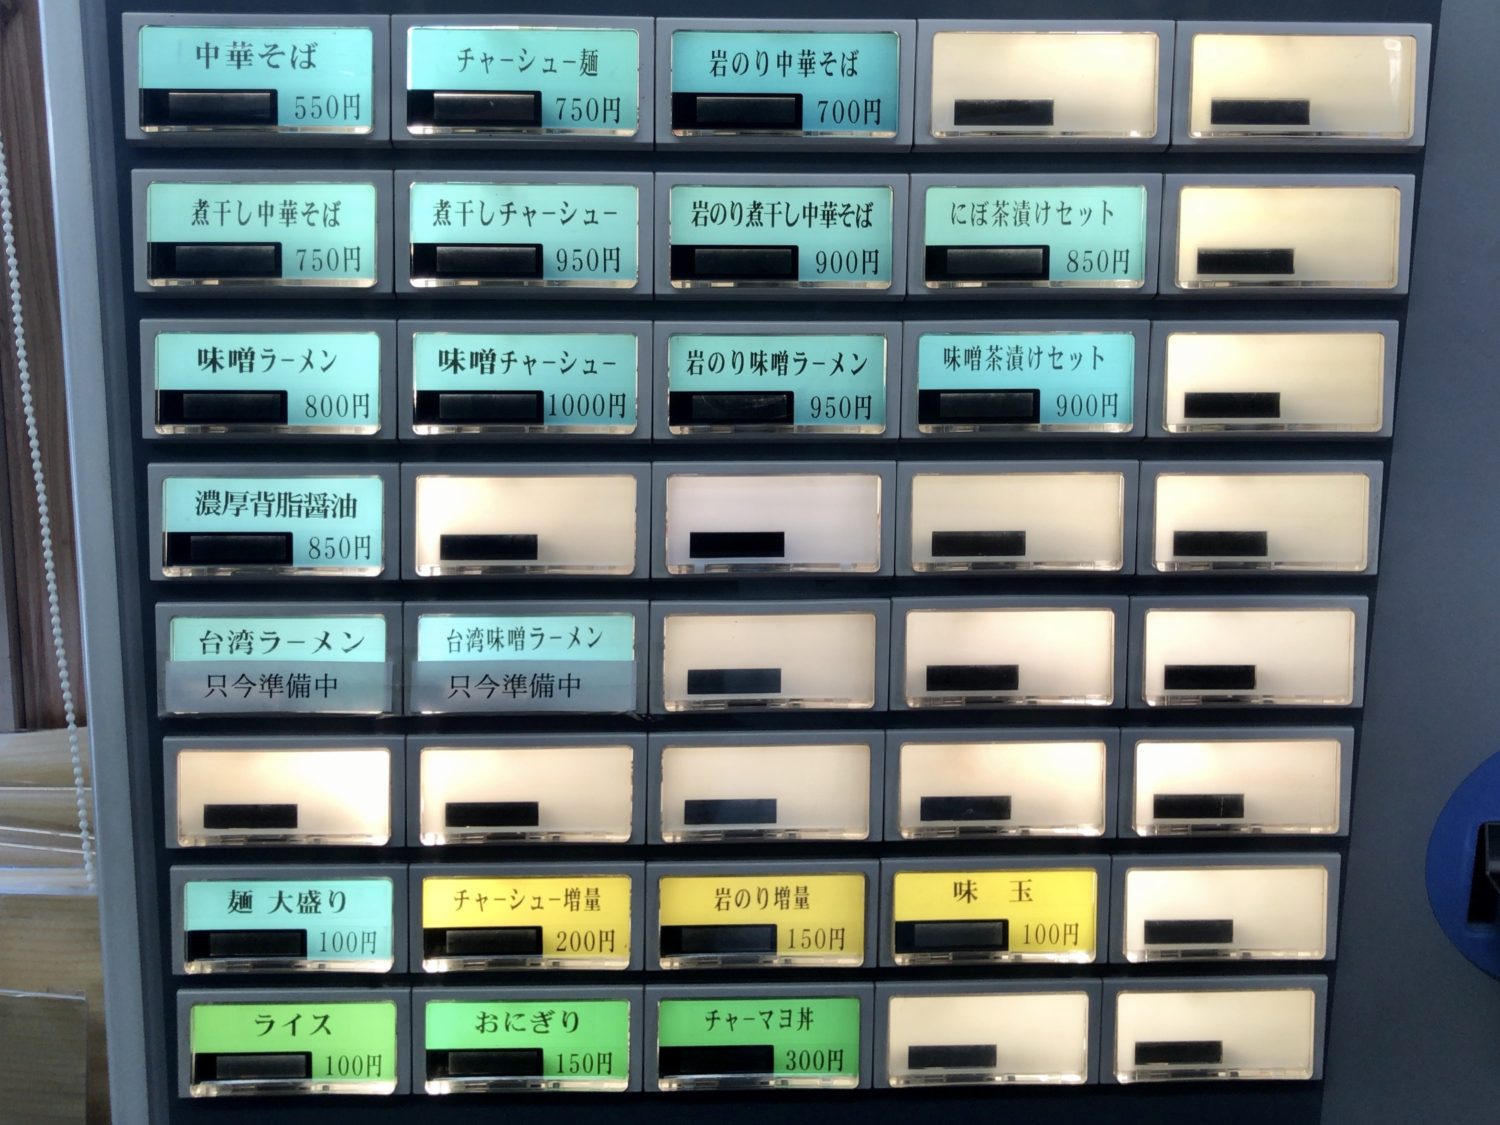 中華そば
550円
チャーシュー麺
750円
岩のり中華そば
700円
煮干し中華そば
750円
煮干しチャーシュー
950円
岩のり煮干し中華そば
900円
にぼ茶漬けセット
850円
味噌ラーメン
800円
味噌チャーシュー
1000円
岩のり味噌ラーメン
950円
味噌茶漬けセット
900円
濃厚背脂醤油
850円
台湾ラーメン
只今準備中
台湾味噌ラーメン
只今準備中
麺 大盛り
100円
チャーシュー増量
200円
岩のり増量
150円
味 玉
100円
ライス
100円
おにぎり
150円
チャーマヨ丼
300円